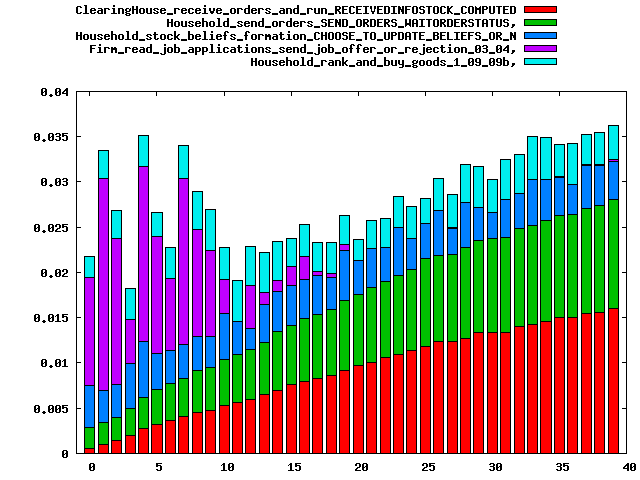 ClearingHouse_receive_orders_and_run_RECEIVEDINFOSTOCK_COMPUTED
Household_send_orders_SEND_ORDERS_WAITORDERSTATUS,
Household_stock_beliefs_formation_CHOOSE_TO_UPDATE_BELIEFS_OR_N
Firm_read_job_applications_send_job_offer_or_rejection_03_04,
Household_rank_and_buy_goods_1_09_09b,
0.04
0.035
0.03
0.025
0.02
0.015
0.01
0.005
0
0 5 10 15 20 25 30 35 40